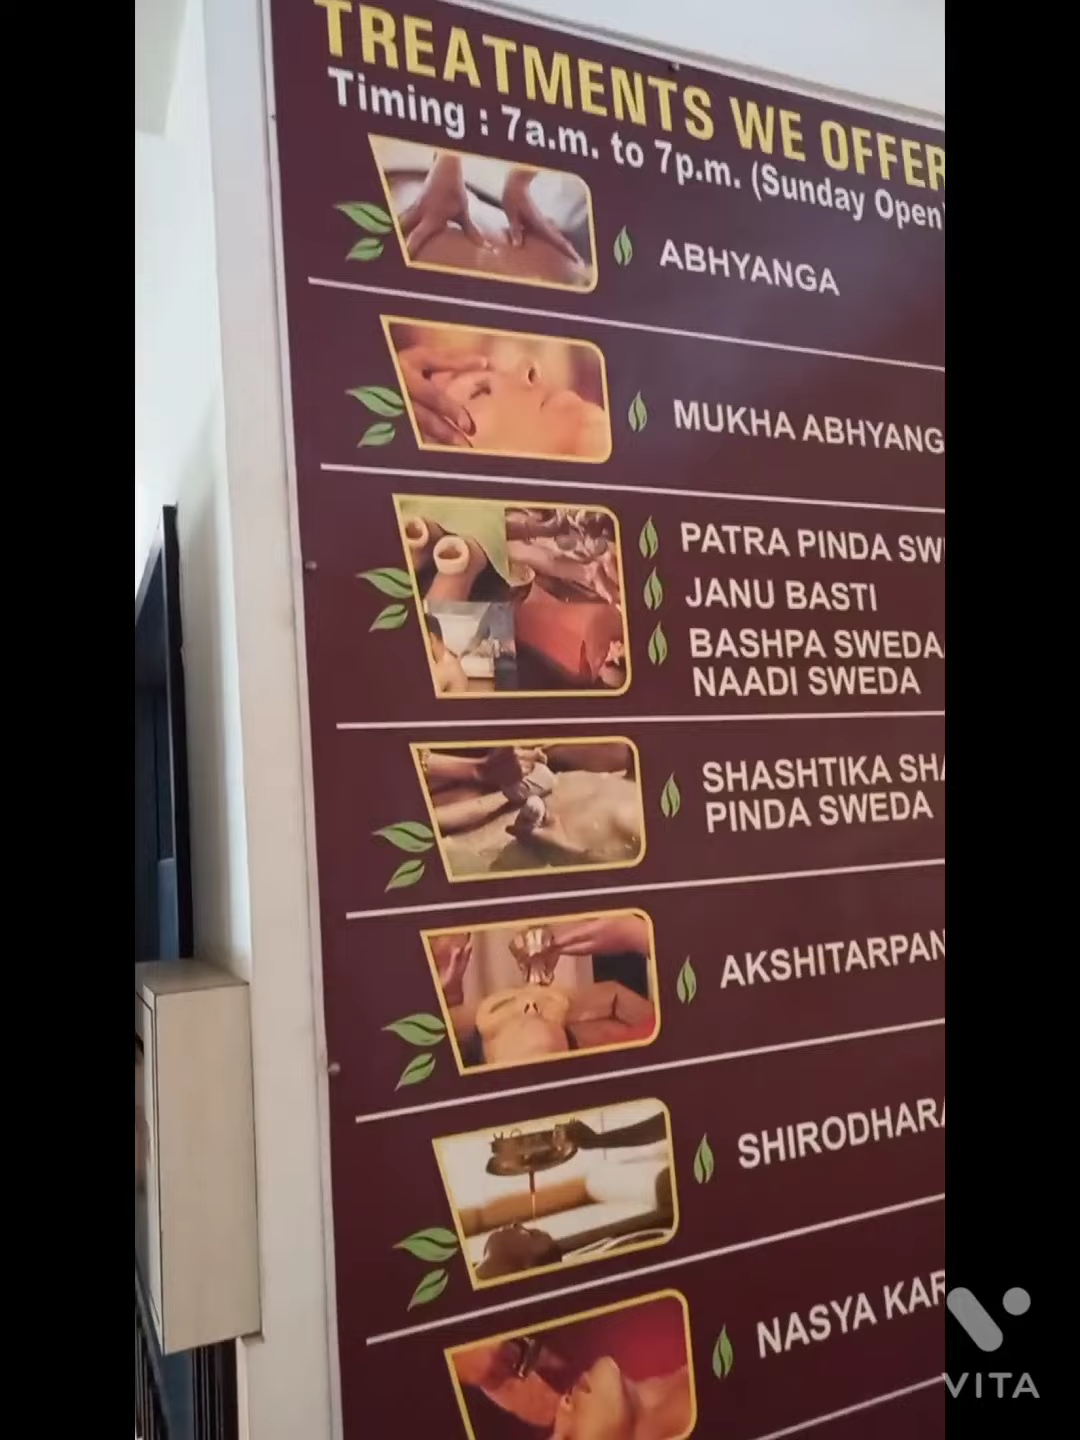 TREATMENTS WE OFFER
Timing : 7a.m. to 7p.m. (Sunday Open)
ABHYANGA
MUKHA ABHYANG
PATRA PINDA SW
JANU BASTI
BASHPA SWEDA
NAADI SWEDA
SHASHTIKA SHA
PINDA SWEDA
AKSHITARPAN
SHIRODHARA
NASYA KAR
VITA